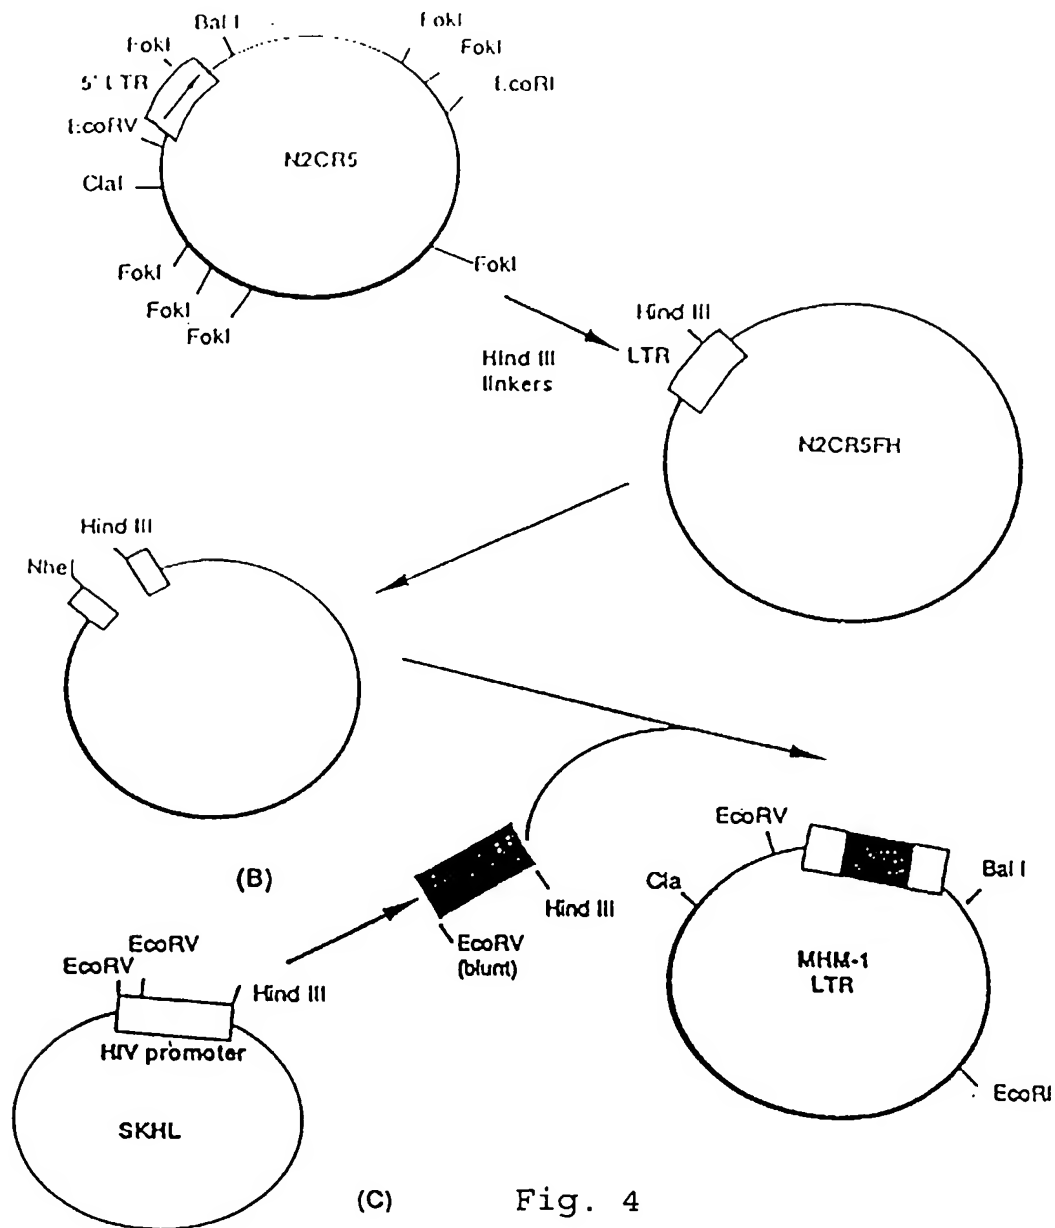 Bal I
FokI
5' LTR
EcoRV
ClaI
FokI
FokI
FokI
N2CR5
FokI
FokI
EcoRI
FokI
Hind III
linkers
Hind III
LTR
N2CR5FH
Hind III
NheI
(B)
EcoRV
(blunt)
Hind III
EcoRV
EcoRV
Hind III
HIV promoter
SKHL
EcoRV
Cla
Bal I
MHM-1
LTR
EcoRI
(C)
Fig. 4